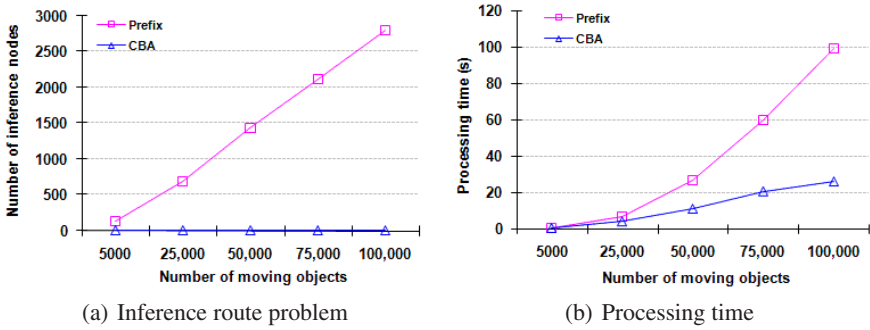 Prefix
CBA
3000
2500
2000
1500
1000
500
0
Number of inference nodes
5000 25,000 50,000 75,000 100,000
Number of moving objects
(a) Inference route problem
Prefix
CBA
120
100
80
60
40
20
0
Processing time (s)
5000 25,000 50,000 75,000 100,000
Number of moving objects
(b) Processing time